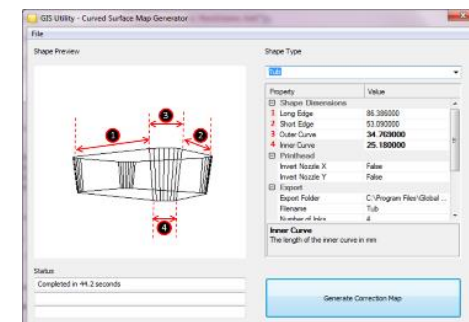 GIS Utility - Curved Surface Map Generator
File
Shape Preview
1
2
3
4
Status
Completed in 44.2 seconds
Shape Type
Tub
Property Value
Shape Dimensions
1 Long Edge 86.386000
2 Short Edge 53.090000
3 Outer Curve 34.769000
4 Inner Curve 25.180000
Printhead
Invert Nozzle X False
Invert Nozzle Y False
Export
Export Folder C:\Program Files\Global ...
Filename Tub
Number of Inks 4
Inner Curve
The length of the inner curve in mm
Generate Correction Map